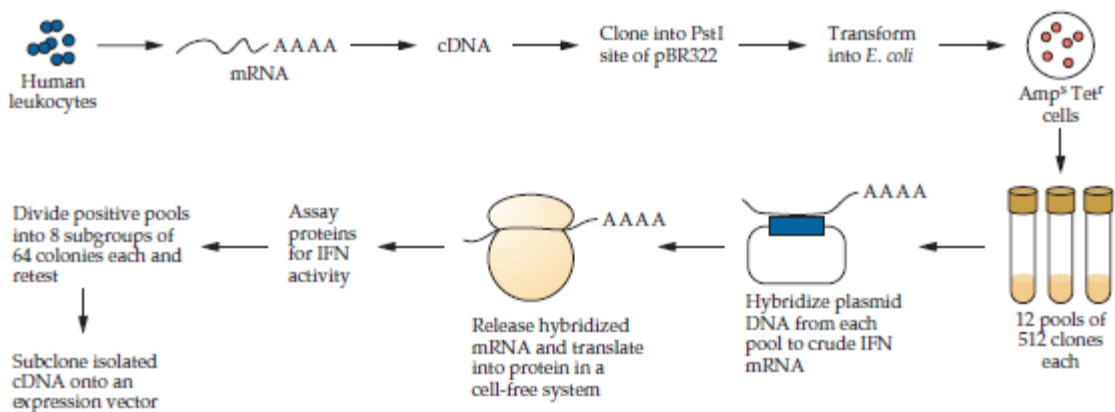 Human
leukocytes
AAAA
mRNA
cDNA
Clone into PstI
site of pBR322
Transform
into E. coli
Ampˢ Tetʳ
cells
12 pools of
512 clones
each
AAAA
Hybridize plasmid
DNA from each
pool to crude IFN
mRNA
AAAA
Release hybridized
mRNA and translate
into protein in a
cell-free system
Assay
proteins
for IFN
activity
Divide positive pools
into 8 subgroups of
64 colonies each and
retest
Subclone isolated
cDNA onto an
expression vector